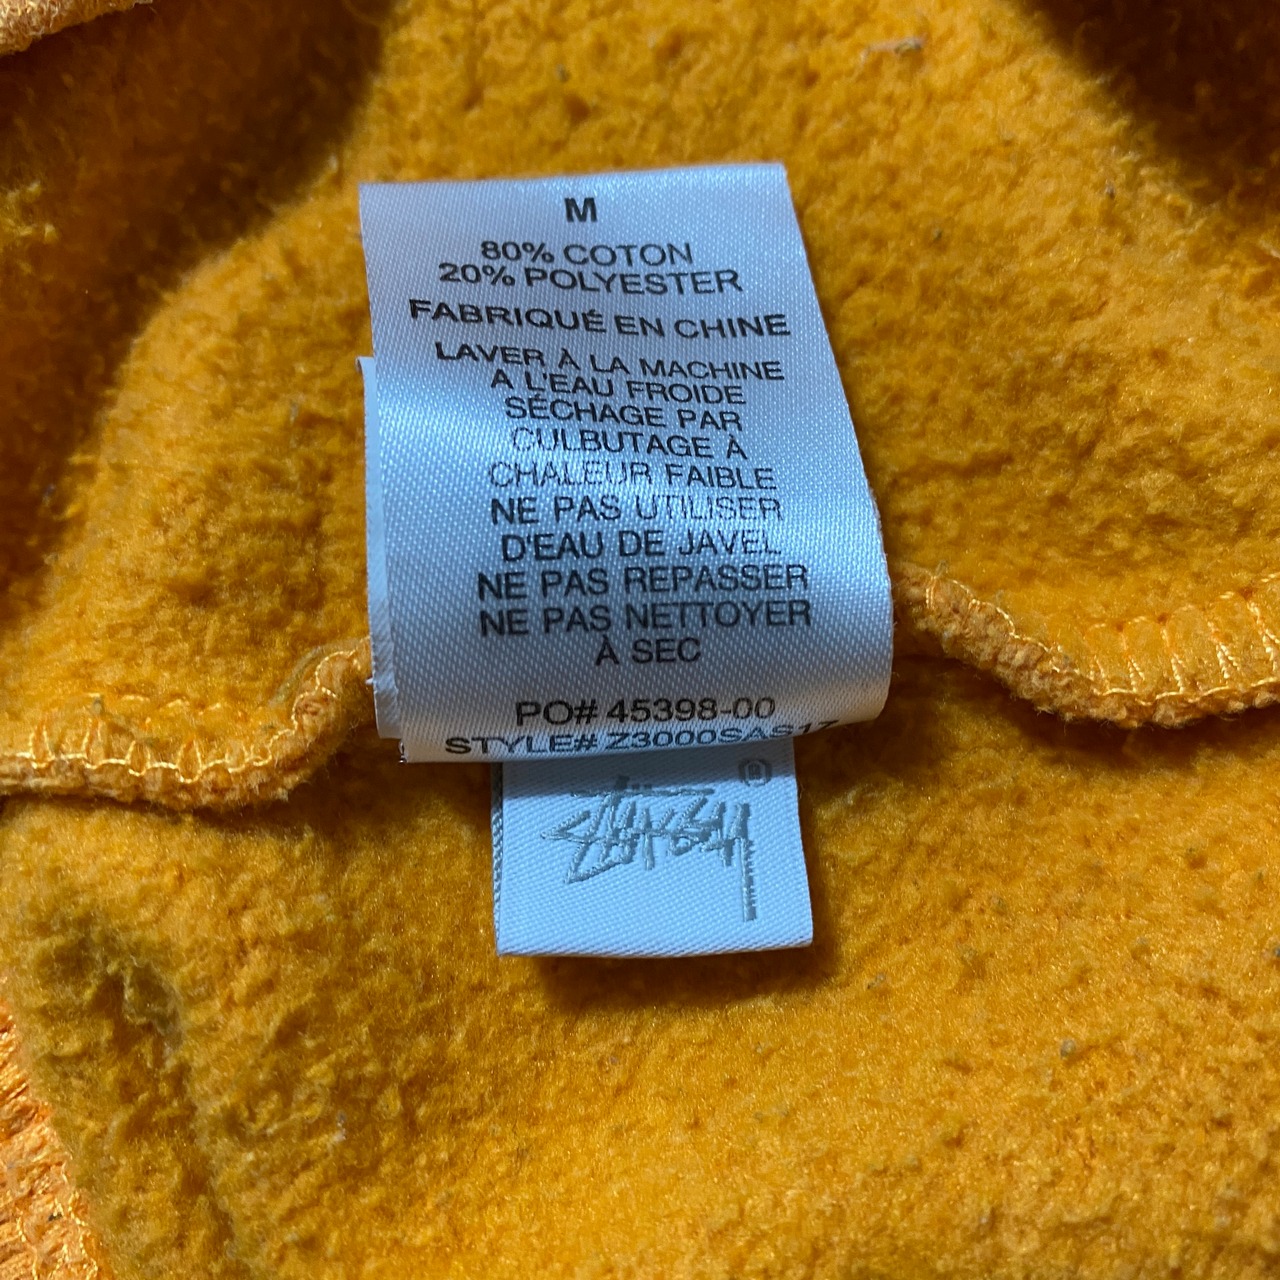 M
80% COTON
20% POLYESTER
FABRIQUÉ EN CHINE
LAVER À LA MACHINE
A L'EAU FROIDE
SÉCHAGE PAR
CULBUTAGE À
CHALEUR FAIBLE
NE PAS UTILISER
D'EAU DE JAVEL
NE PAS REPASSER
NE PAS NETTOYER
À SEC
PO# 45398-00
STYLE# Z3000SAS17
®
Stüssy